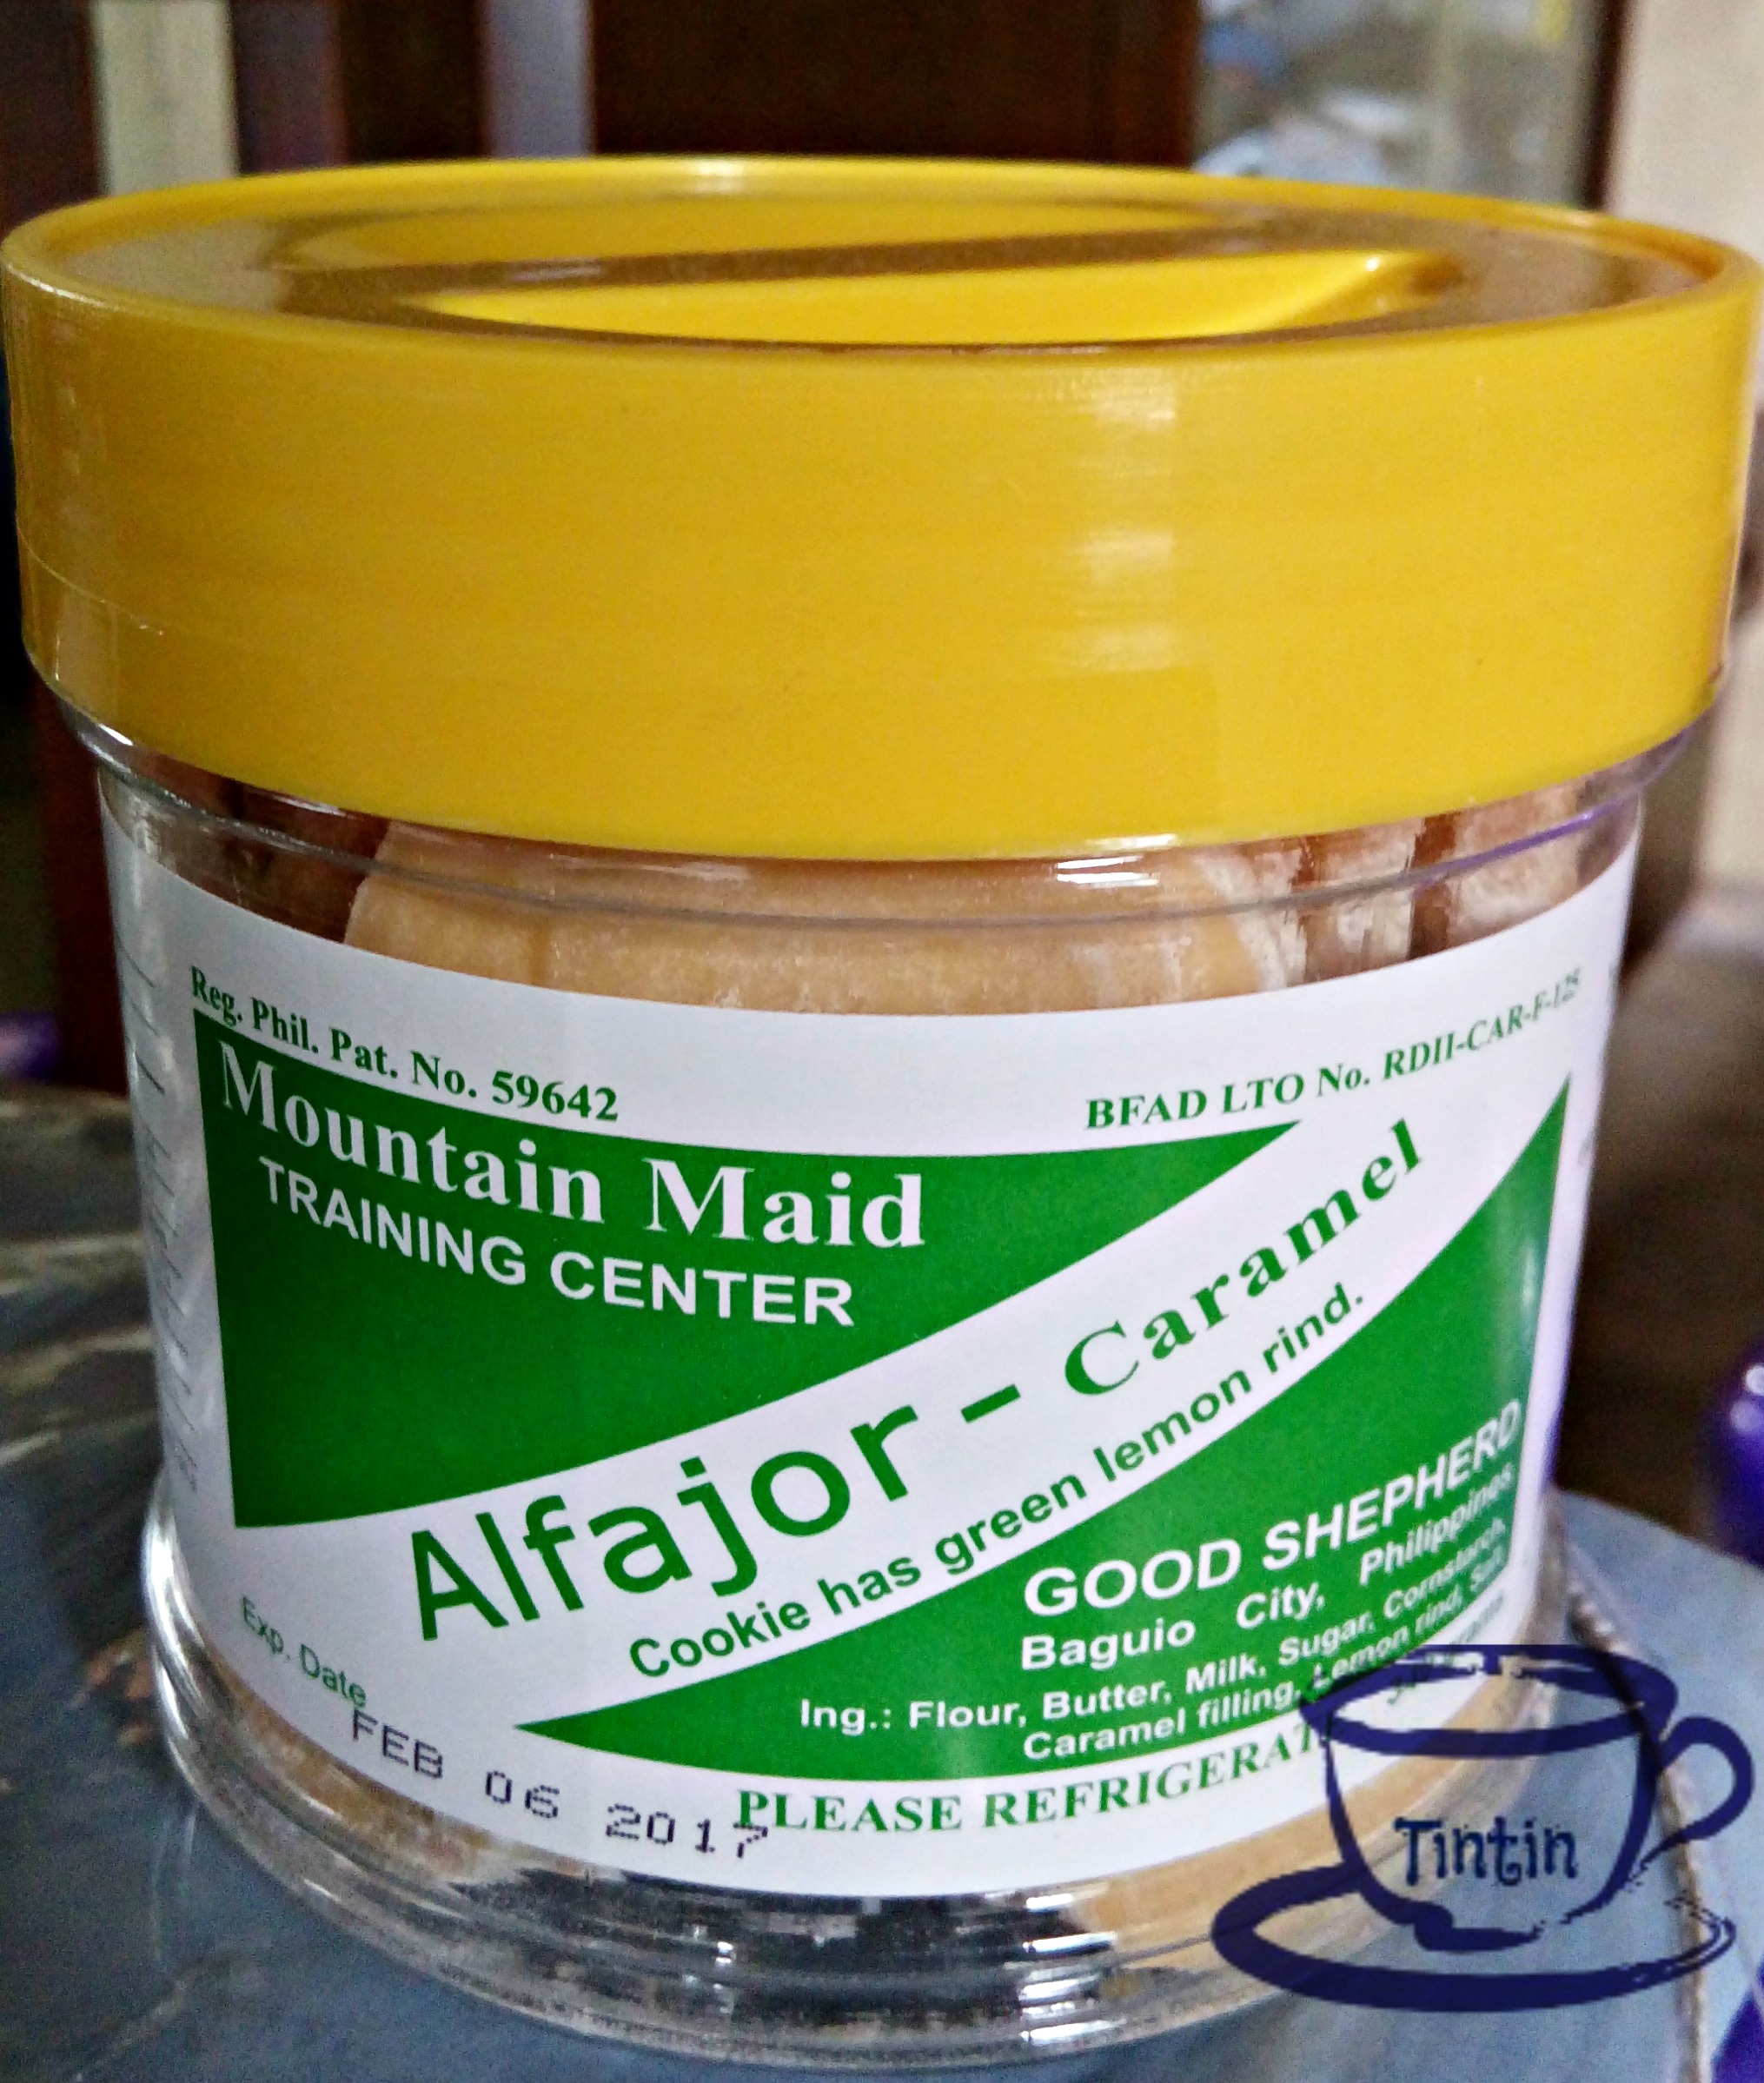 Reg. Phil. Pat. No. 59642
BFAD LTO No. RDII-CAR-F-125
Mountain Maid
TRAINING CENTER
Alfajor - Caramel
Cookie has green lemon rind.
GOOD SHEPHERD
Baguio City, Philippines
Ing.: Flour, Butter, Milk, Sugar, Cornstarch,
Caramel filling, Lemon rind, Salt,
Exp. Date
FEB 06 2017
PLEASE REFRIGERAT
Tintin